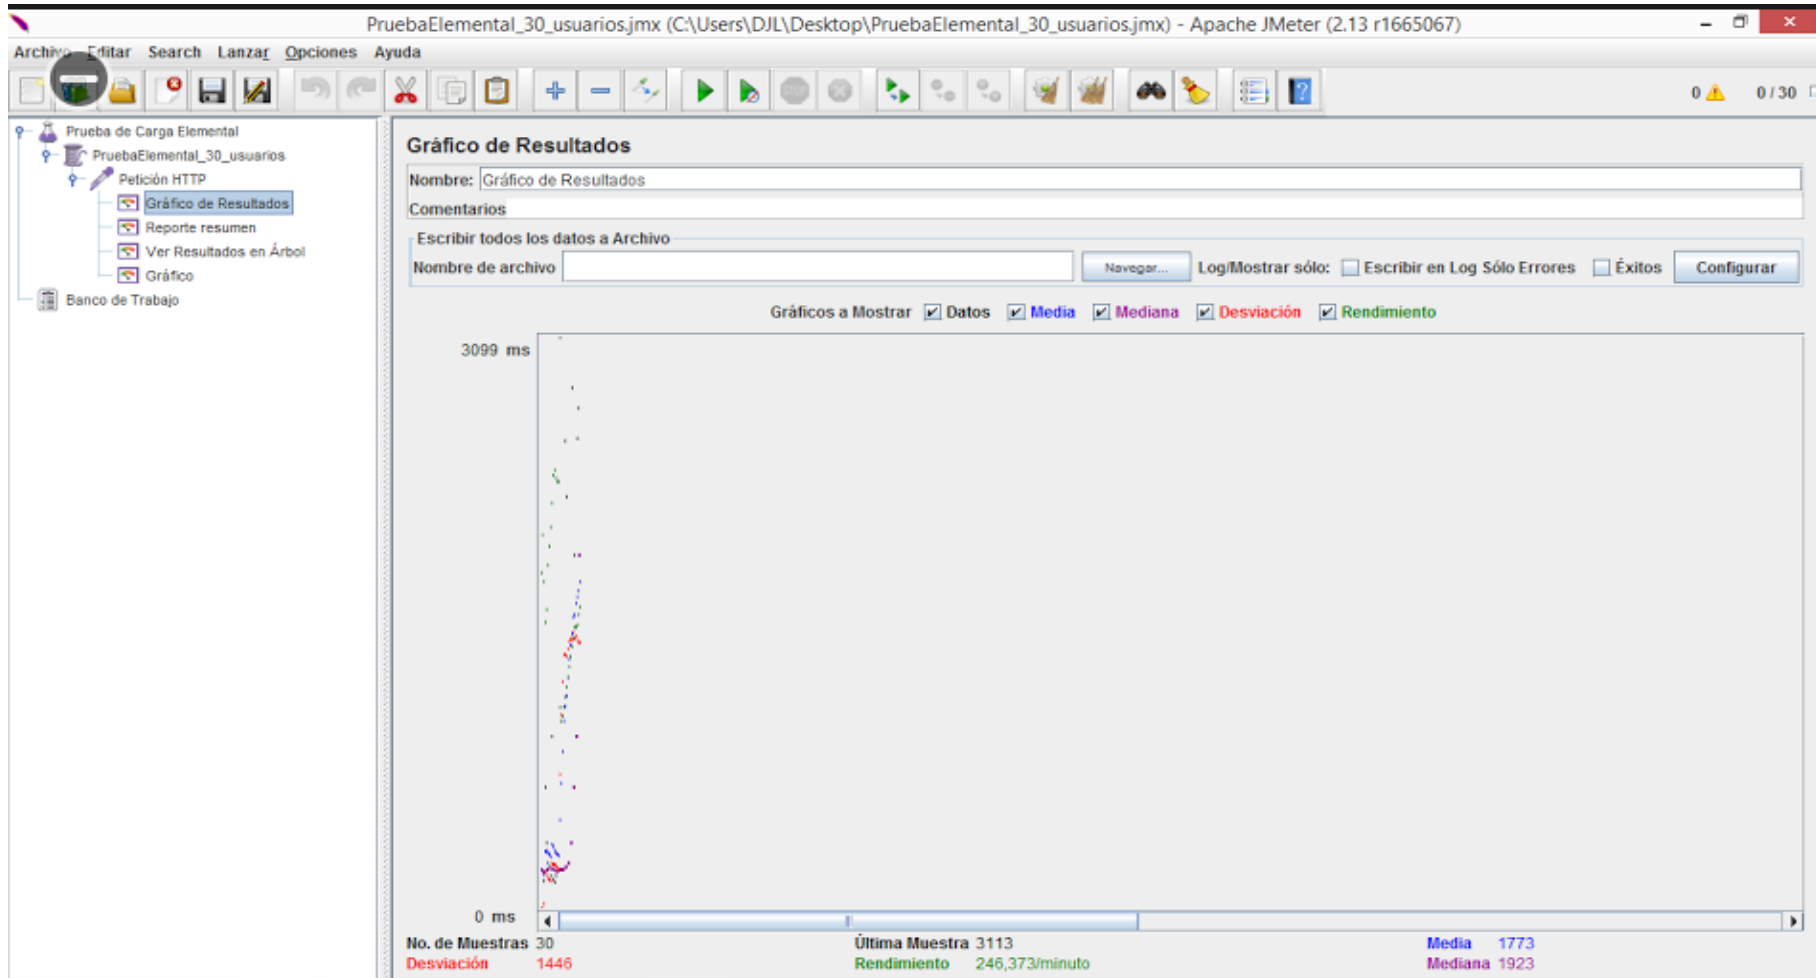 PruebaElemental_30_usuarios.jmx (C:\Users\DJL\Desktop\PruebaElemental_30_usuarios.jmx) - Apache JMeter (2.13 r1665067)
Archivo Editar Search Lanzar Opciones Ayuda
STOP
0 0 / 30
Prueba de Carga Elemental
PruebaElemental_30_usuarios
Petición HTTP
Gráfico de Resultados
Reporte resumen
Ver Resultados en Árbol
Gráfico
Banco de Trabajo
Gráfico de Resultados
Nombre: Gráfico de Resultados
Comentarios
Escribir todos los datos a Archivo
Nombre de archivo Navegar... Log/Mostrar sólo: Escribir en Log Sólo Errores Éxitos Configurar
Gráficos a Mostrar Datos Media Mediana Desviación Rendimiento
3099 ms
0 ms
No. de Muestras 30 Última Muestra 3113 Media 1773
Desviación 1446 Rendimiento 246,373/minuto Mediana 1923